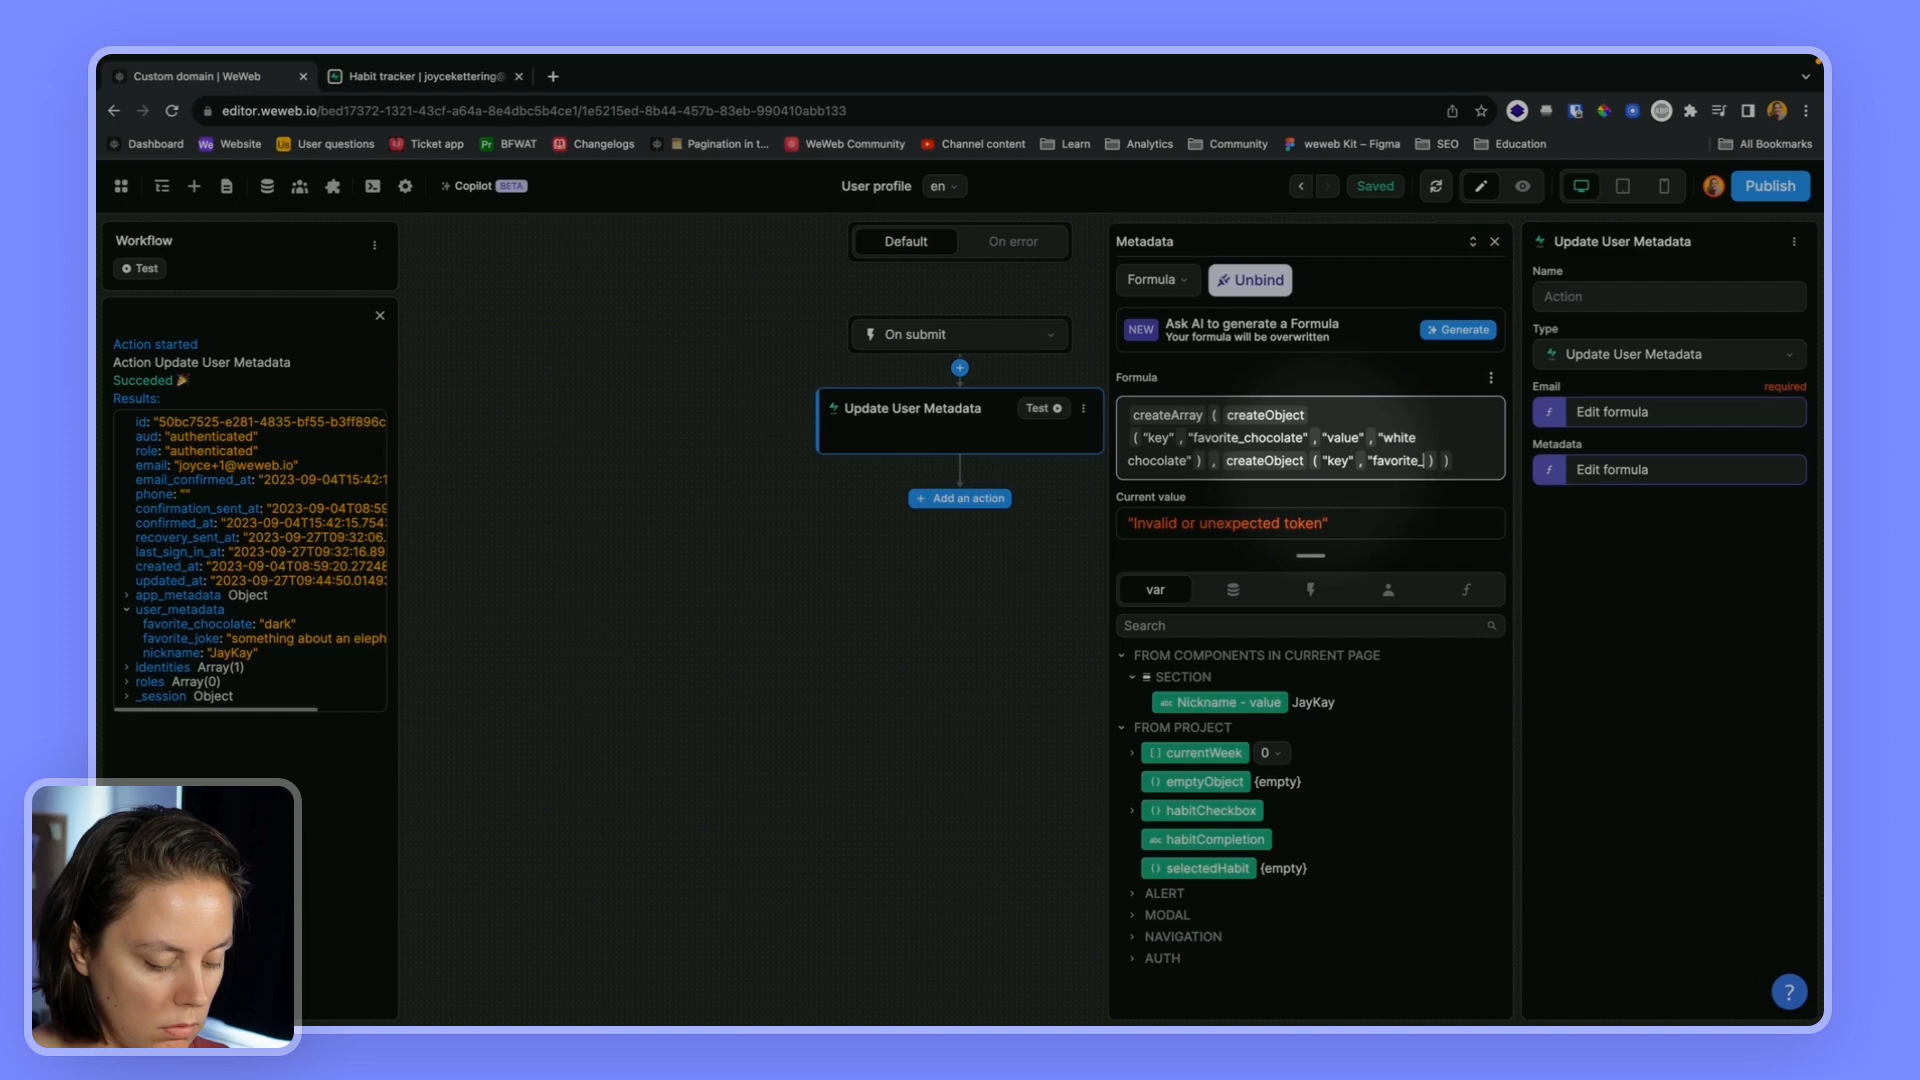 Custom domain | WeWeb
Habit tracker | joycekettering@
editor.weweb.io/bed17372-1321-43cf-a64a-8e4dbc5b4ce1/1e5215ed-8b44-457b-83eb-990410abb133
Dashboard
We Website
Us User questions
Ticket app
Pr BFWAT
Changelogs
Pagination in t...
WeWeb Community
Channel content
Learn
Analytics
Community
weweb Kit – Figma
SEO
Education
All Bookmarks
Copilot BETA
User profile
en
Saved
Publish
Workflow
Test
Action started
Action Update User Metadata
Succeded 🎉
Results:
id: "50bc7525-e281-4835-bf55-b3ff896c
aud: "authenticated"
role: "authenticated"
email: "joyce+1@weweb.io"
email_confirmed_at: "2023-09-04T15:42:1
phone: ""
confirmation_sent_at: "2023-09-04T08:59
confirmed_at: "2023-09-04T15:42:15.754
recovery_sent_at: "2023-09-27T09:32:06.
last_sign_in_at: "2023-09-27T09:32:16.89
created_at: "2023-09-04T08:59:20.27248
updated_at: "2023-09-27T09:44:50.0149
app_metadata Object
user_metadata
favorite_chocolate: "dark"
favorite_joke: "something about an eleph
nickname: "JayKay"
identities Array(1)
roles Array(0)
_session Object
Default
On error
On submit
Update User Metadata
Test
+ Add an action
Metadata
Formula
Unbind
NEW
Ask AI to generate a Formula
Your formula will be overwritten
Generate
Formula
createArray ( createObject
( "key" , "favorite_chocolate" , "value" , "white
chocolate" ) , createObject ( "key" , "favorite_ ) )
Current value
"Invalid or unexpected token"
var
Search
FROM COMPONENTS IN CURRENT PAGE
SECTION
abc Nickname - value JayKay
FROM PROJECT
[] currentWeek 0
{} emptyObject {empty}
{} habitCheckbox
abc habitCompletion
{} selectedHabit {empty}
ALERT
MODAL
NAVIGATION
AUTH
Update User Metadata
Name
Action
Type
Update User Metadata
Email required
f Edit formula
Metadata
f Edit formula
?